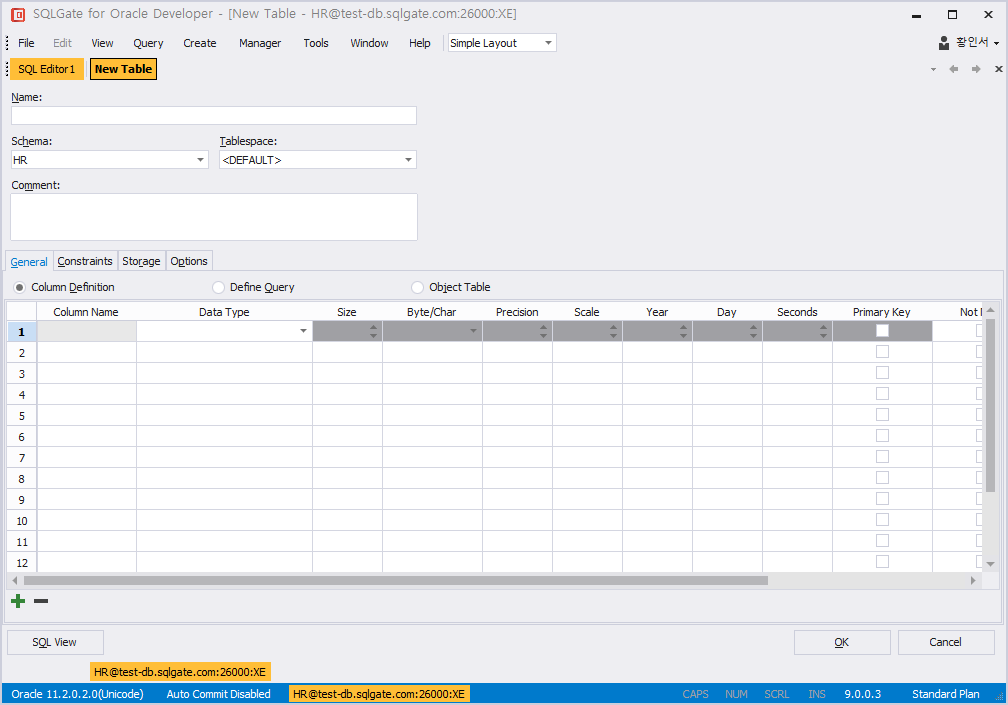 SQLGate for Oracle Developer - [New Table - HR@test-db.sqlgate.com:26000:XE]
File Edit View Query Create Manager Tools Window Help Simple Layout 황인서
SQL Editor1 New Table
Name:
Schema: Tablespace:
HR <DEFAULT>
Comment:
General Constraints Storage Options
Column Definition Define Query Object Table
Column Name Data Type Size Byte/Char Precision Scale Year Day Seconds Primary Key Not
1
2
3
4
5
6
7
8
9
10
11
12
SQL View OK Cancel
HR@test-db.sqlgate.com:26000:XE
Oracle 11.2.0.2.0(Unicode) Auto Commit Disabled HR@test-db.sqlgate.com:26000:XE CAPS NUM SCRL INS 9.0.0.3 Standard Plan